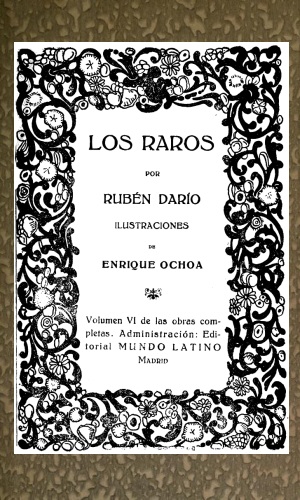 LOS RAROS
POR
RUBÉN DARÍO
ILUSTRACIONES
DE
ENRIQUE OCHOA
Volumen VI de las obras com-
pletas. Administración: Edi-
torial MUNDO LATINO
MADRID